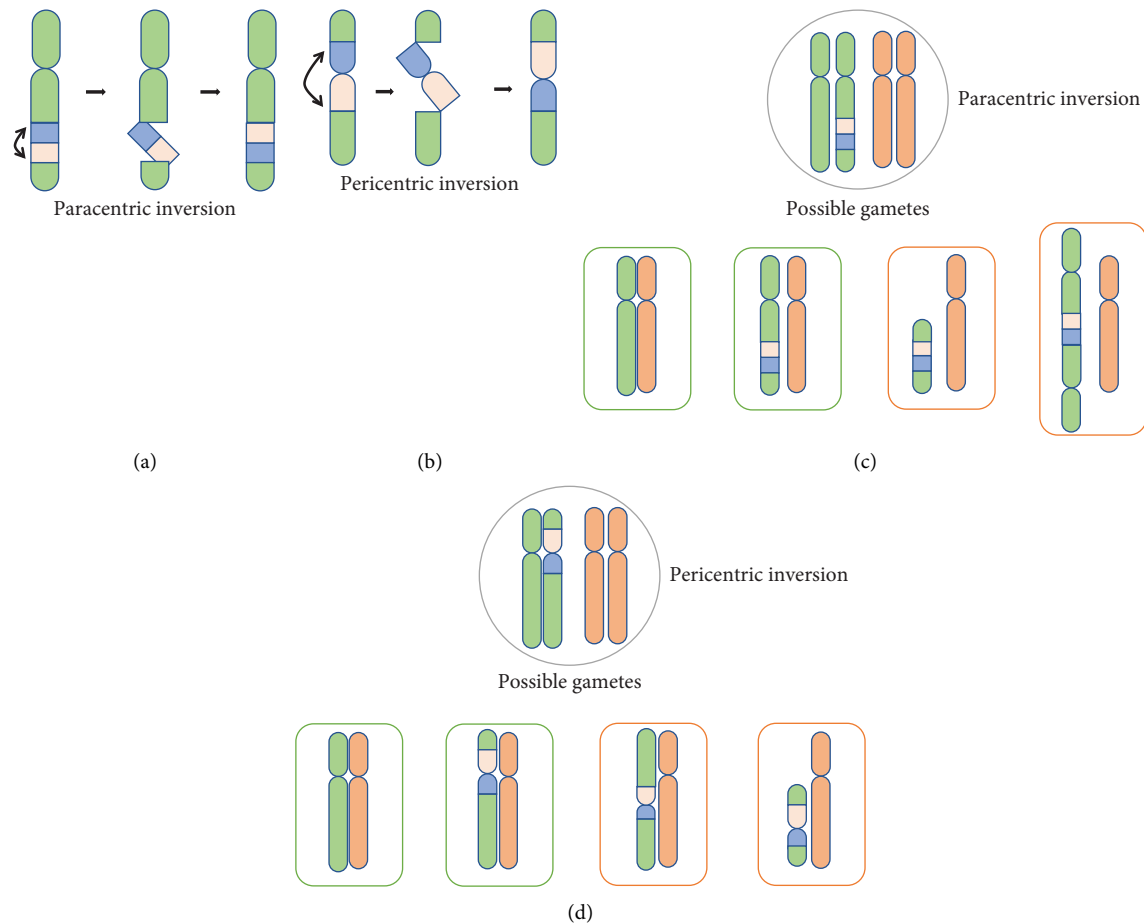 Paracentric inversion
Pericentric inversion
Paracentric inversion
Possible gametes
(a)
(b)
(c)
Pericentric inversion
Possible gametes
(d)